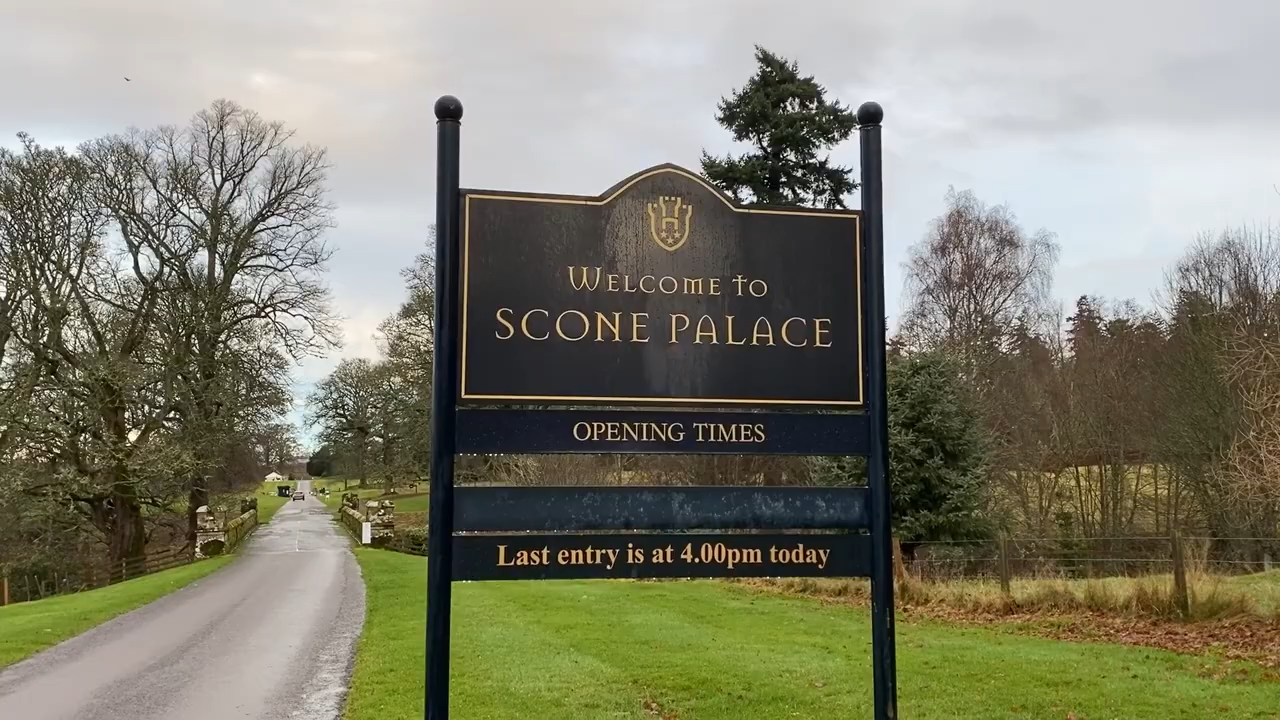 WELCOME TO
SCONE PALACE
OPENING TIMES
Last entry is at 4.00pm today